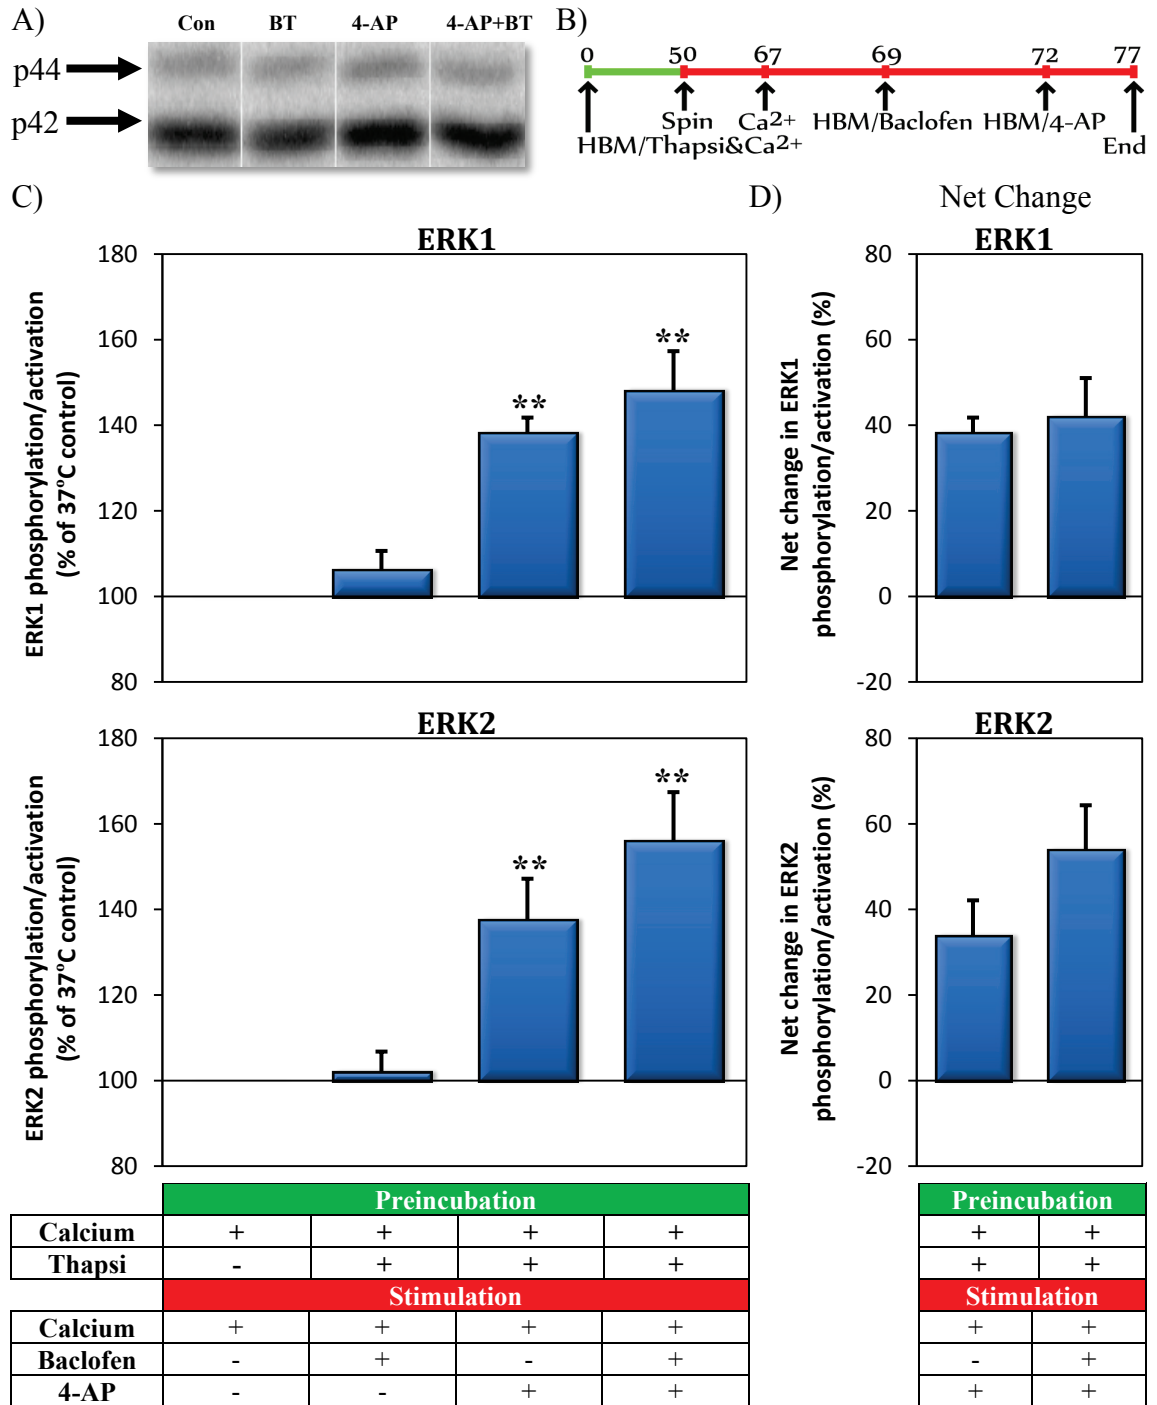 A)
Con BT 4-AP 4-AP+BT
p44
p42
B)
0 50 67 69 72 77
Spin Ca2+ HBM/Baclofen HBM/4-AP
HBM/Thapsi&Ca2+ End
C)
ERK1
ERK1 phosphorylation/activation
(% of 37°C control)
180
160
140
120
100
80
**
**
D)
Net Change
ERK1
Net change in ERK1
phosphorylation/activation (%)
80
60
40
20
0
-20
ERK2
ERK2 phosphorylation/activation
(% of 37°C control)
180
160
140
120
100
80
**
**
ERK2
Net change in ERK2
phosphorylation/activation (%)
80
60
40
20
0
-20
Preincubation
Calcium + + + +
Thapsi - + + +
Stimulation
Calcium + + + +
Baclofen - + - +
4-AP - - + +
Preincubation
+ +
+ +
Stimulation
+ +
- +
+ +